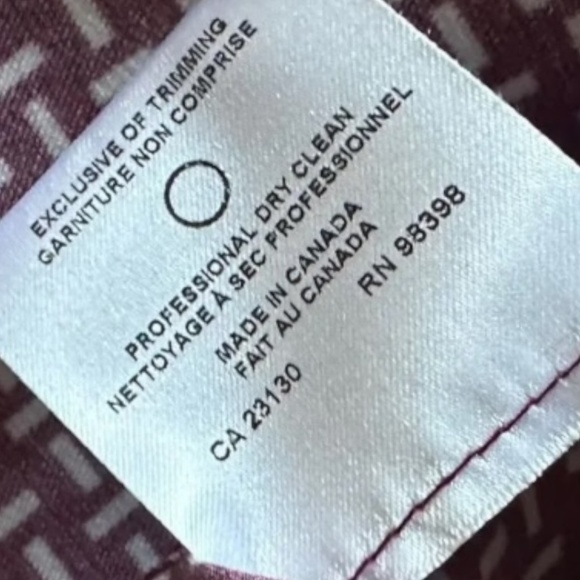 EXCLUSIVE OF TRIMMING
GARNITURE NON COMPRISE
PROFESSIONAL DRY CLEAN
NETTOYAGE À SEC PROFESSIONNEL
MADE IN CANADA
FAIT AU CANADA
RN 98398
CA 23130